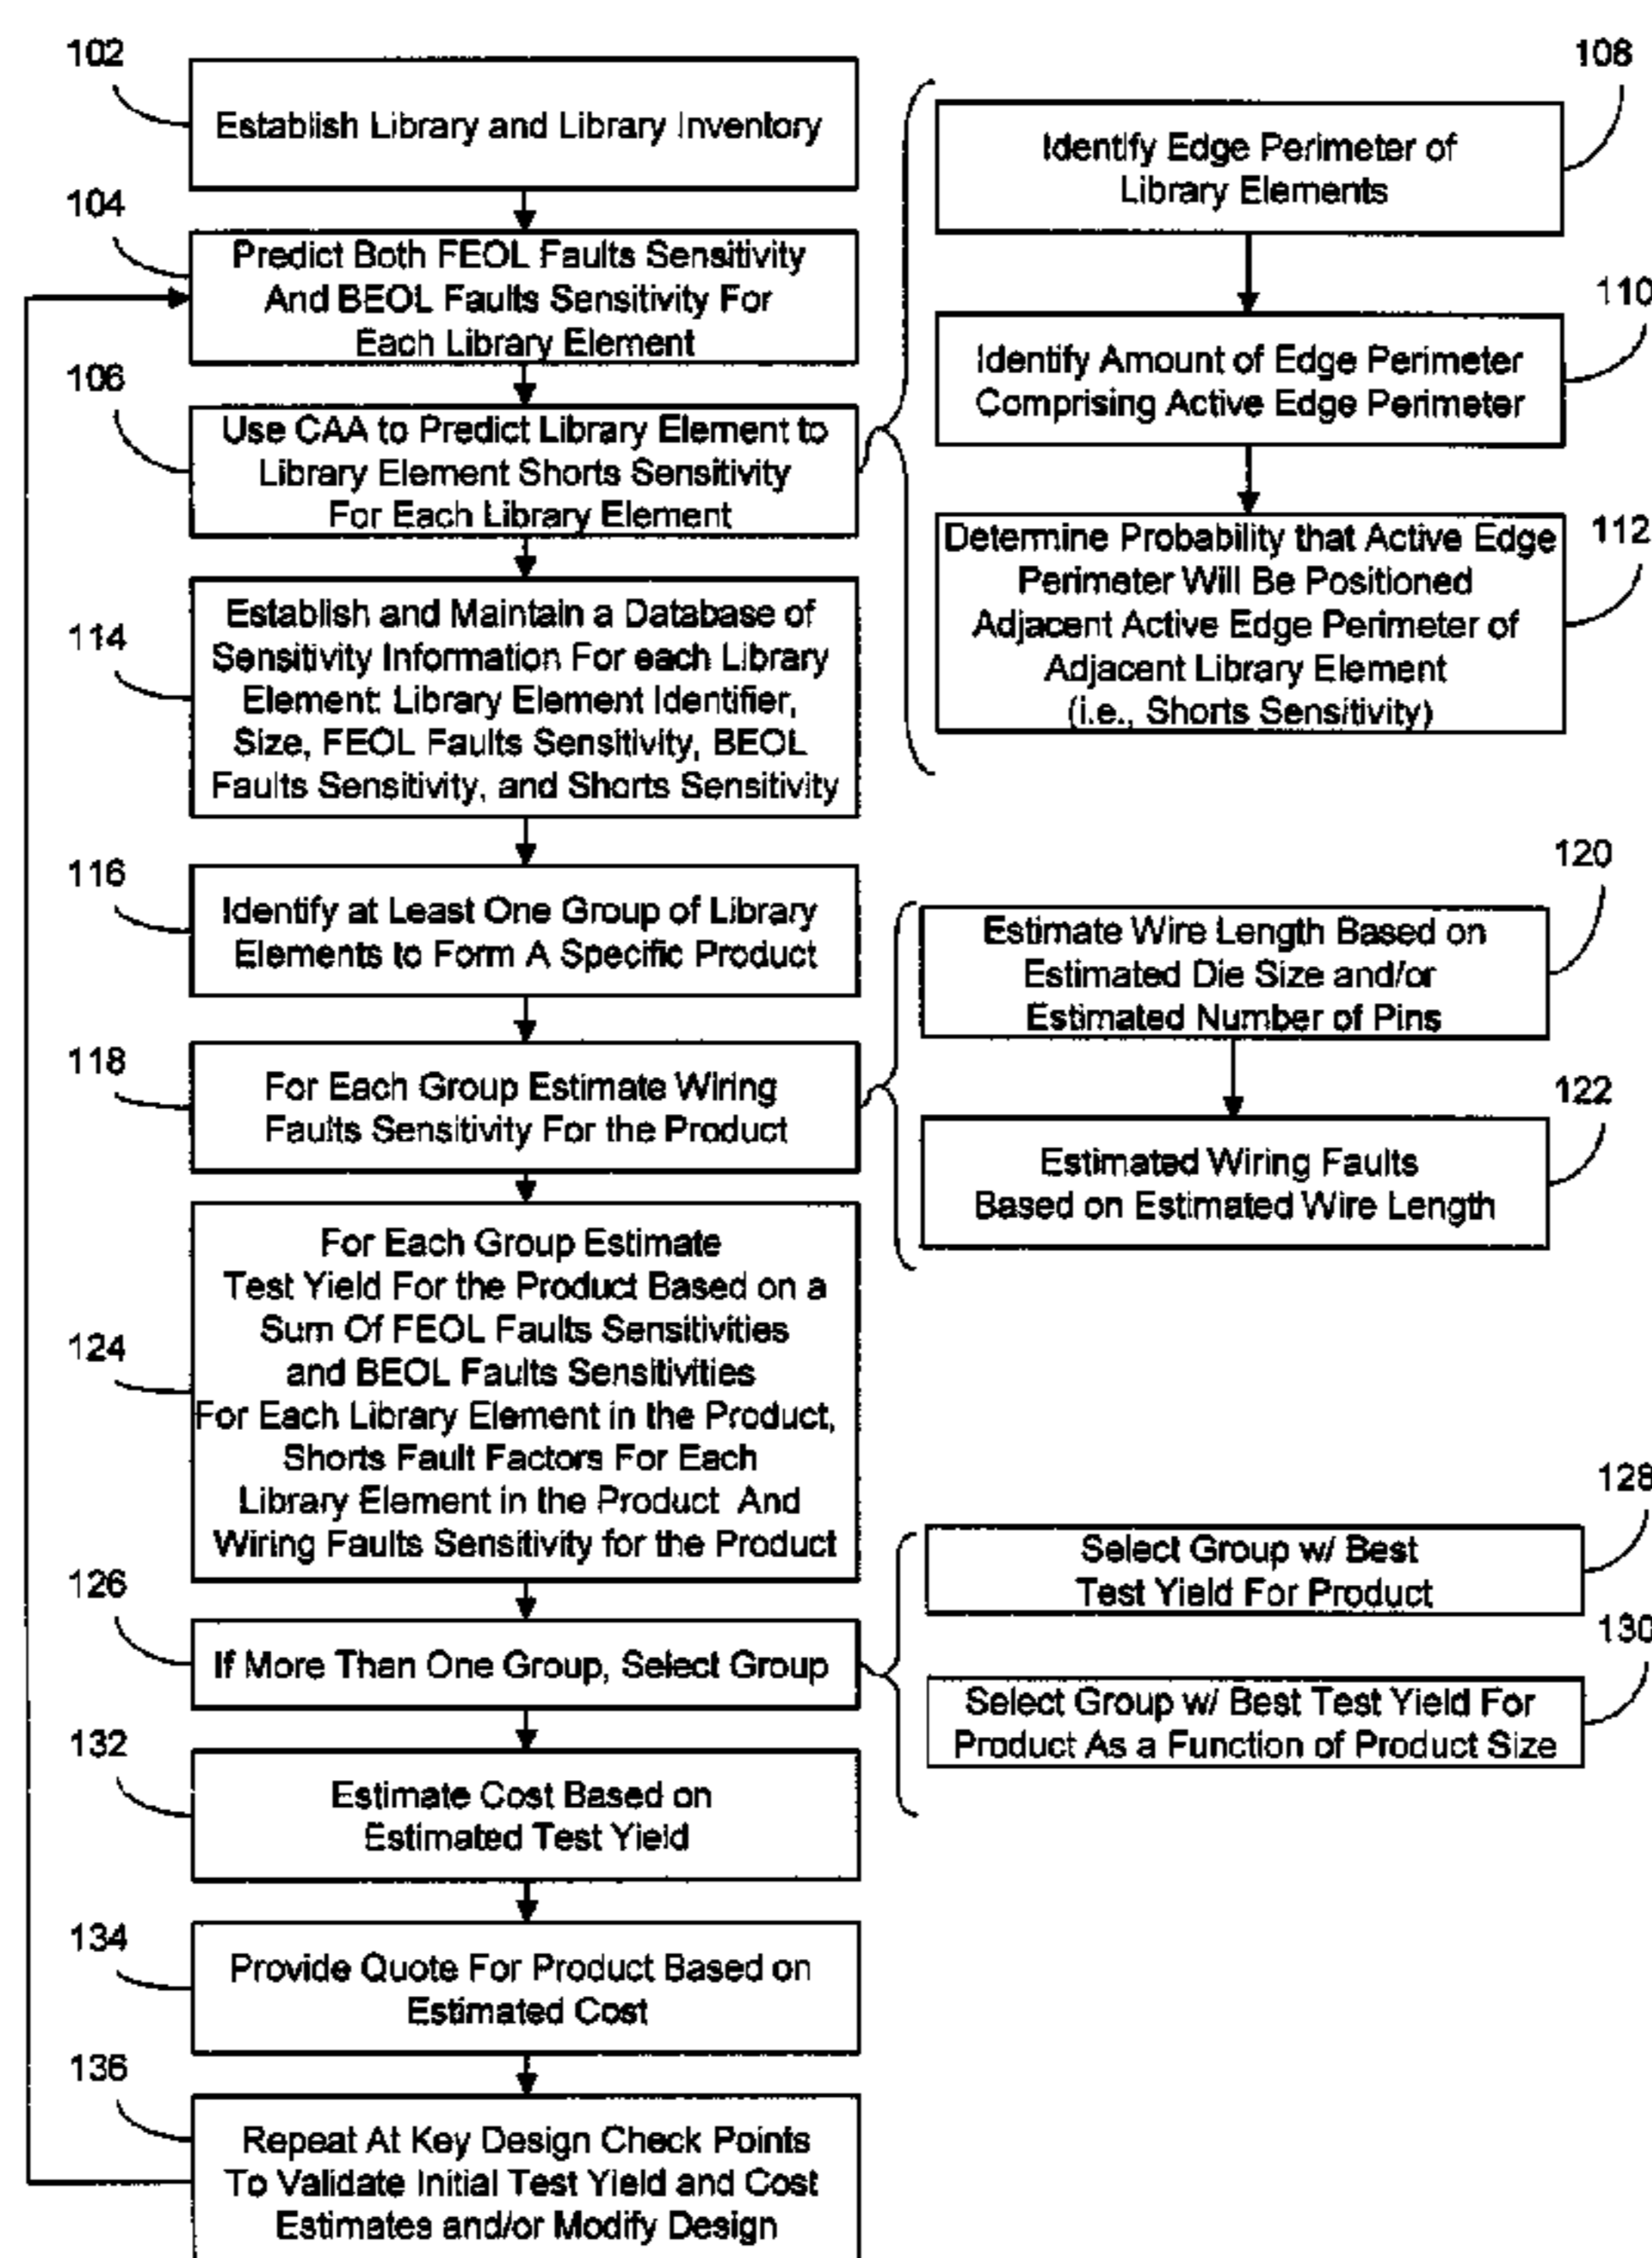 102
Establish Library and Library Inventory
104
Predict Both FEOL Faults Sensitivity
And BEOL Faults Sensitivity For
Each Library Element
106
Use CAA to Predict Library Element to
Library Element Shorts Sensitivity
For Each Library Element
108
Identify Edge Perimeter of
Library Elements
110
Identify Amount of Edge Perimeter
Comprising Active Edge Perimeter
112
Determine Probability that Active Edge
Perimeter Will Be Positioned
Adjacent Active Edge Perimeter of
Adjacent Library Element
(i.e., Shorts Sensitivity)
114
Establish and Maintain a Database of
Sensitivity Information For each Library
Element: Library Element Identifier,
Size, FEOL Faults Sensitivity, BEOL
Faults Sensitivity, and Shorts Sensitivity
116
Identify at Least One Group of Library
Elements to Form A Specific Product
118
For Each Group Estimate Wiring
Faults Sensitivity For the Product
120
Estimate Wire Length Based on
Estimated Die Size and/or
Estimated Number of Pins
122
Estimated Wiring Faults
Based on Estimated Wire Length
124
For Each Group Estimate
Test Yield For the Product Based on a
Sum Of FEOL Faults Sensitivities
and BEOL Faults Sensitivities
For Each Library Element in the Product,
Shorts Fault Factors For Each
Library Element in the Product And
Wiring Faults Sensitivity for the Product
126
If More Than One Group, Select Group
128
Select Group w/ Best
Test Yield For Product
130
Select Group w/ Best Test Yield For
Product As a Function of Product Size
132
Estimate Cost Based on
Estimated Test Yield
134
Provide Quote For Product Based on
Estimated Cost
136
Repeat At Key Design Check Points
To Validate Initial Test Yield and Cost
Estimates and/or Modify Design